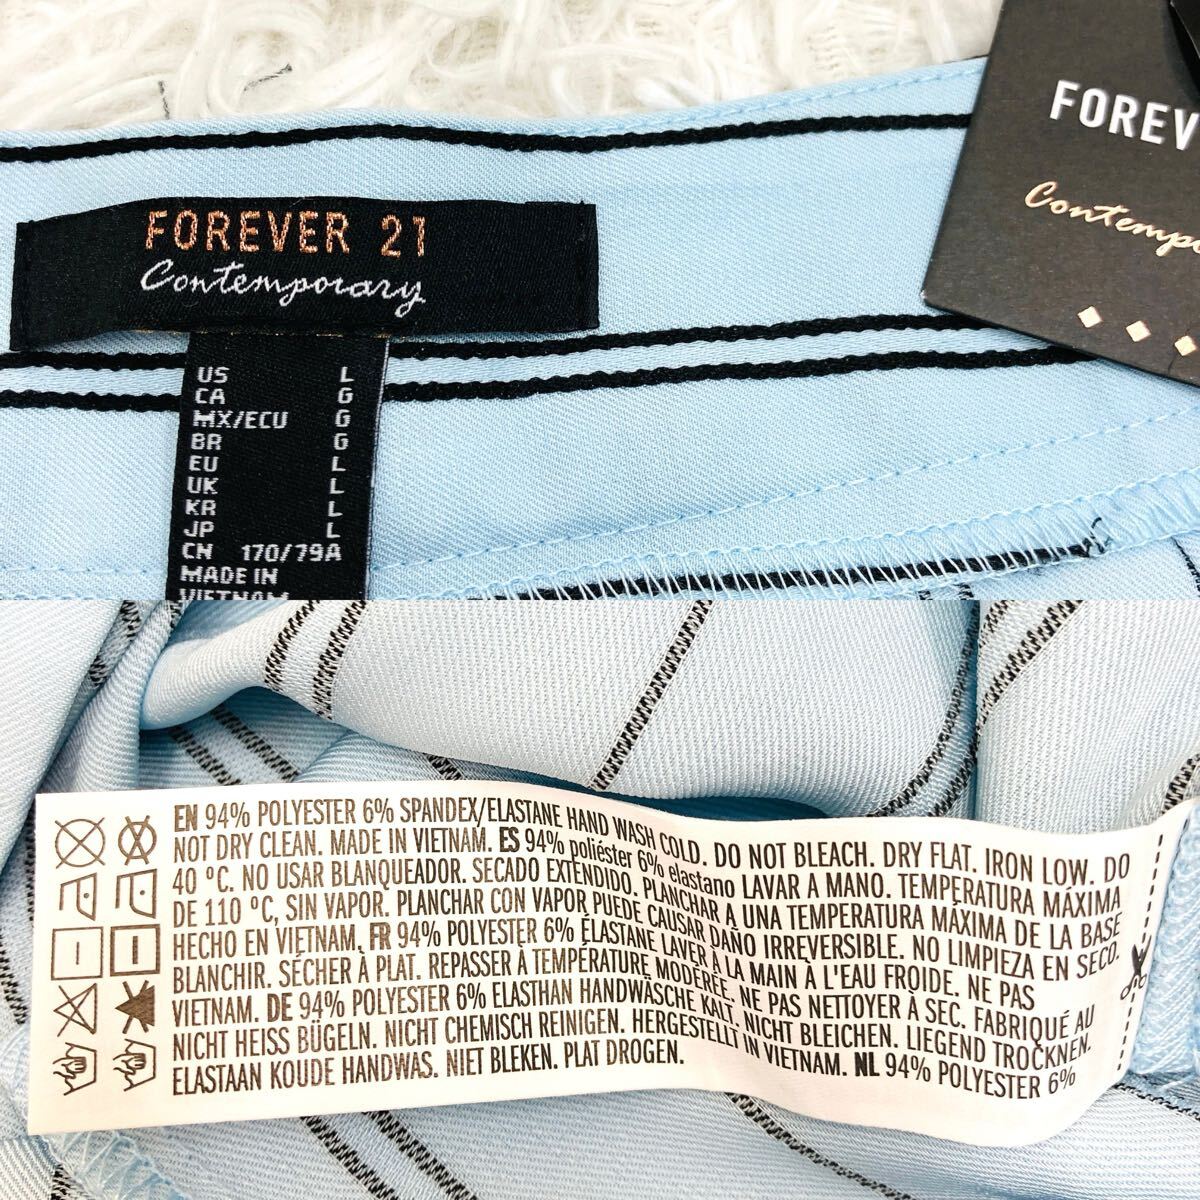 FOREVER 21
Contemporary
US L
CA G
MX/ECU G
BR G
EU L
UK L
KR L
JP L
CN 170/79A
MADE IN
VIETNAM
FOREV
Contempo
EN 94% POLYESTER 6% SPANDEX/ELASTANE HAND WASH COLD. DO NOT BLEACH. DRY FLAT. IRON LOW. DO
NOT DRY CLEAN. MADE IN VIETNAM. ES 94% poliéster 6% elastano LAVAR A MANO. TEMPERATURA MÁXIMA
40 ºC. NO USAR BLANQUEADOR. SECADO EXTENDIDO. PLANCHAR A UNA TEMPERATURA MÁXIMA DE LA BASE
DE 110 ºC, SIN VAPOR. PLANCHAR CON VAPOR PUEDE CAUSAR DAÑO IRREVERSIBLE. NO LIMPIEZA EN SECO.
HECHO EN VIETNAM. FR 94% POLYESTER 6% ÉLASTANE LAVER À LA MAIN À L'EAU FROIDE. NE PAS
BLANCHIR. SÉCHER À PLAT. REPASSER À TEMPÉRATURE MODÉRÉE. NE PAS NETTOYER À SEC. FABRIQUÉ AU
VIETNAM. DE 94% POLYESTER 6% ELASTHAN HANDWÄSCHE KALT. NICHT BLEICHEN. LIEGEND TROCKNEN.
NICHT HEISS BÜGELN. NICHT CHEMISCH REINIGEN. HERGESTELLT IN VIETNAM. NL 94% POLYESTER 6%
ELASTAAN KOUDE HANDWAS. NIET BLEKEN. PLAT DROGEN.